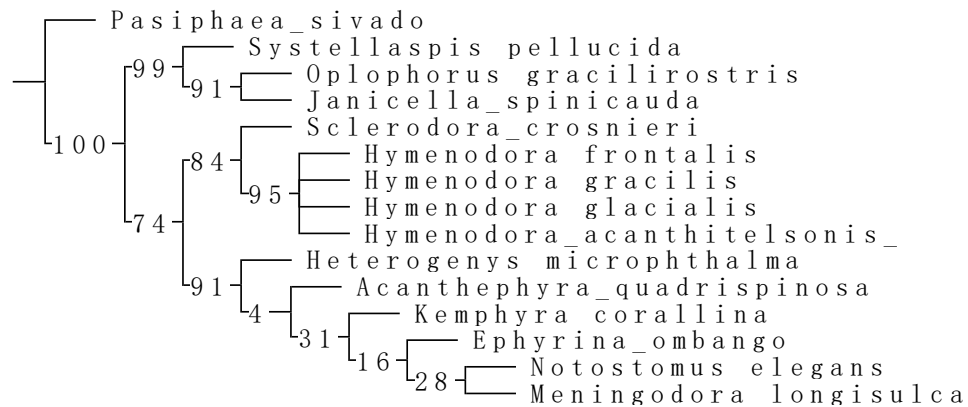 Pasiphaea_sivado
Systellaspis pellucida
99
Oplophorus gracilirostris
91
Janicella_spinicauda
Sclerodora_crosnieri
100
Hymenodora frontalis
84
Hymenodora gracilis
95
Hymenodora glacialis
74
Hymenodora_acanthitelsonis_
Heterogenys microphthalma
91
Acanthephyra_quadrispinosa
4
Kemphyra corallina
31
Ephyrina_ombango
16
Notostomus elegans
28
Meningodora longisulca